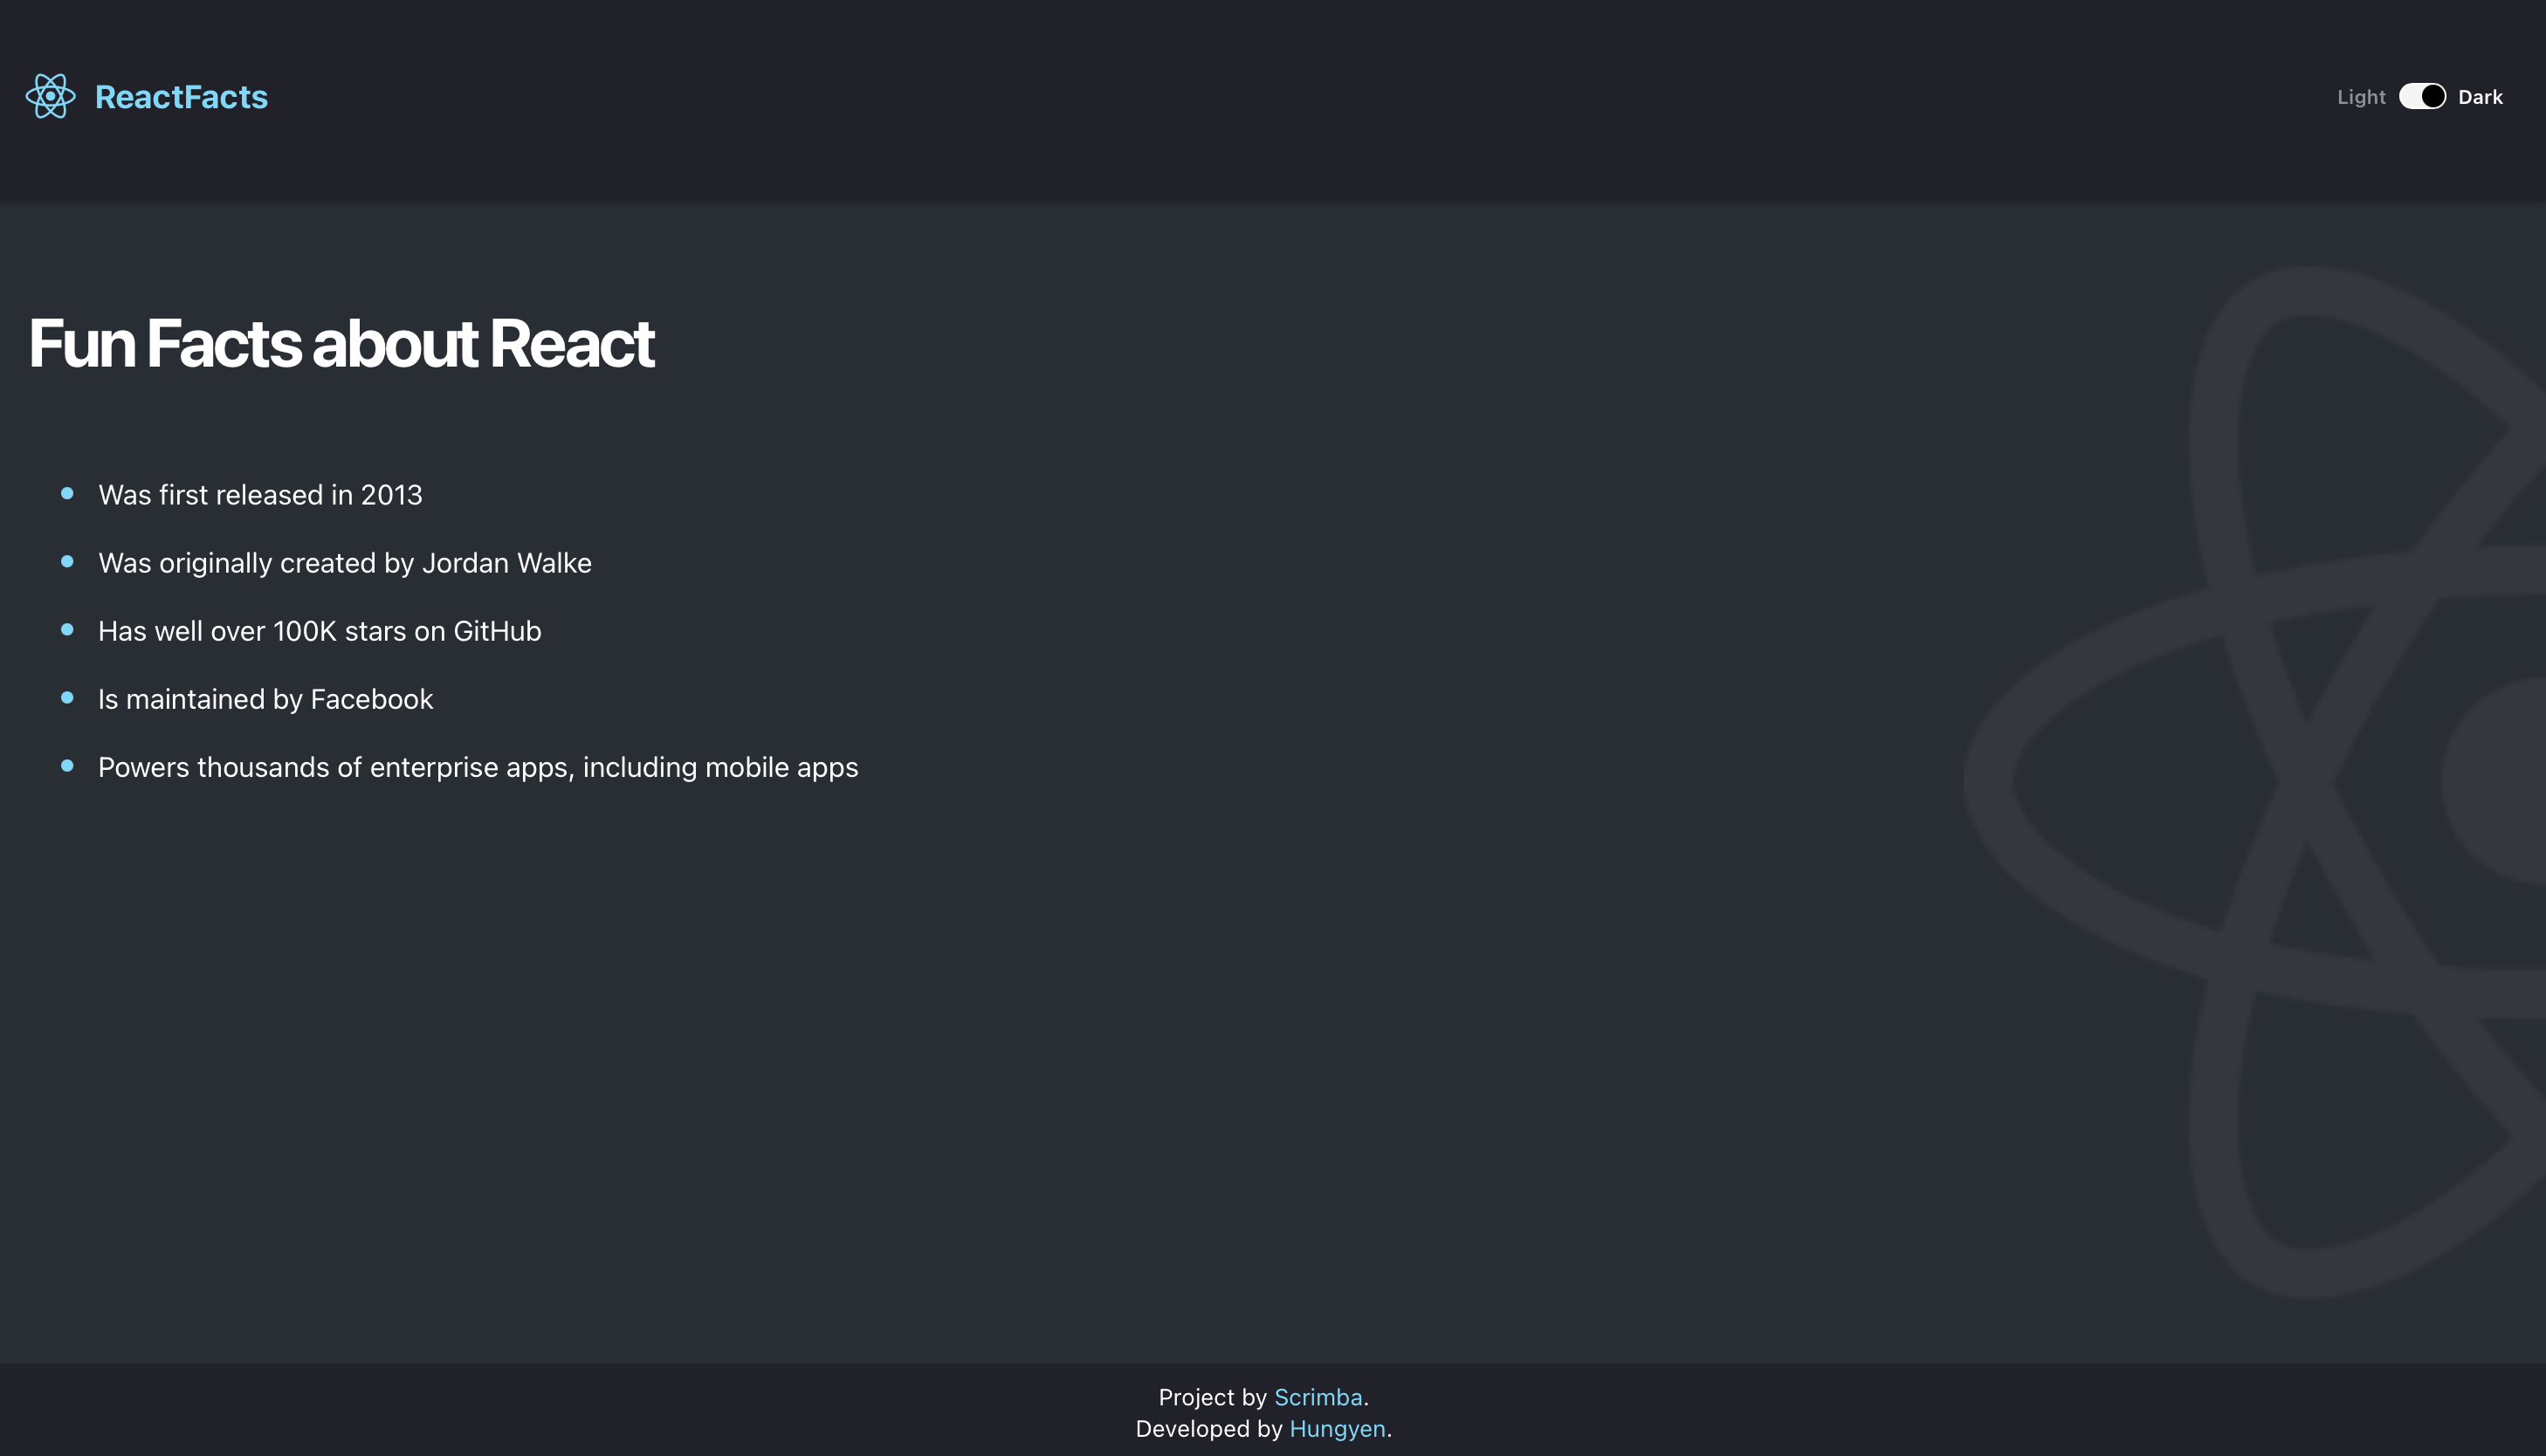 ReactFacts
Light Dark
Fun Facts about React
Was first released in 2013
Was originally created by Jordan Walke
Has well over 100K stars on GitHub
Is maintained by Facebook
Powers thousands of enterprise apps, including mobile apps
Project by Scrimba.
Developed by Hungyen.